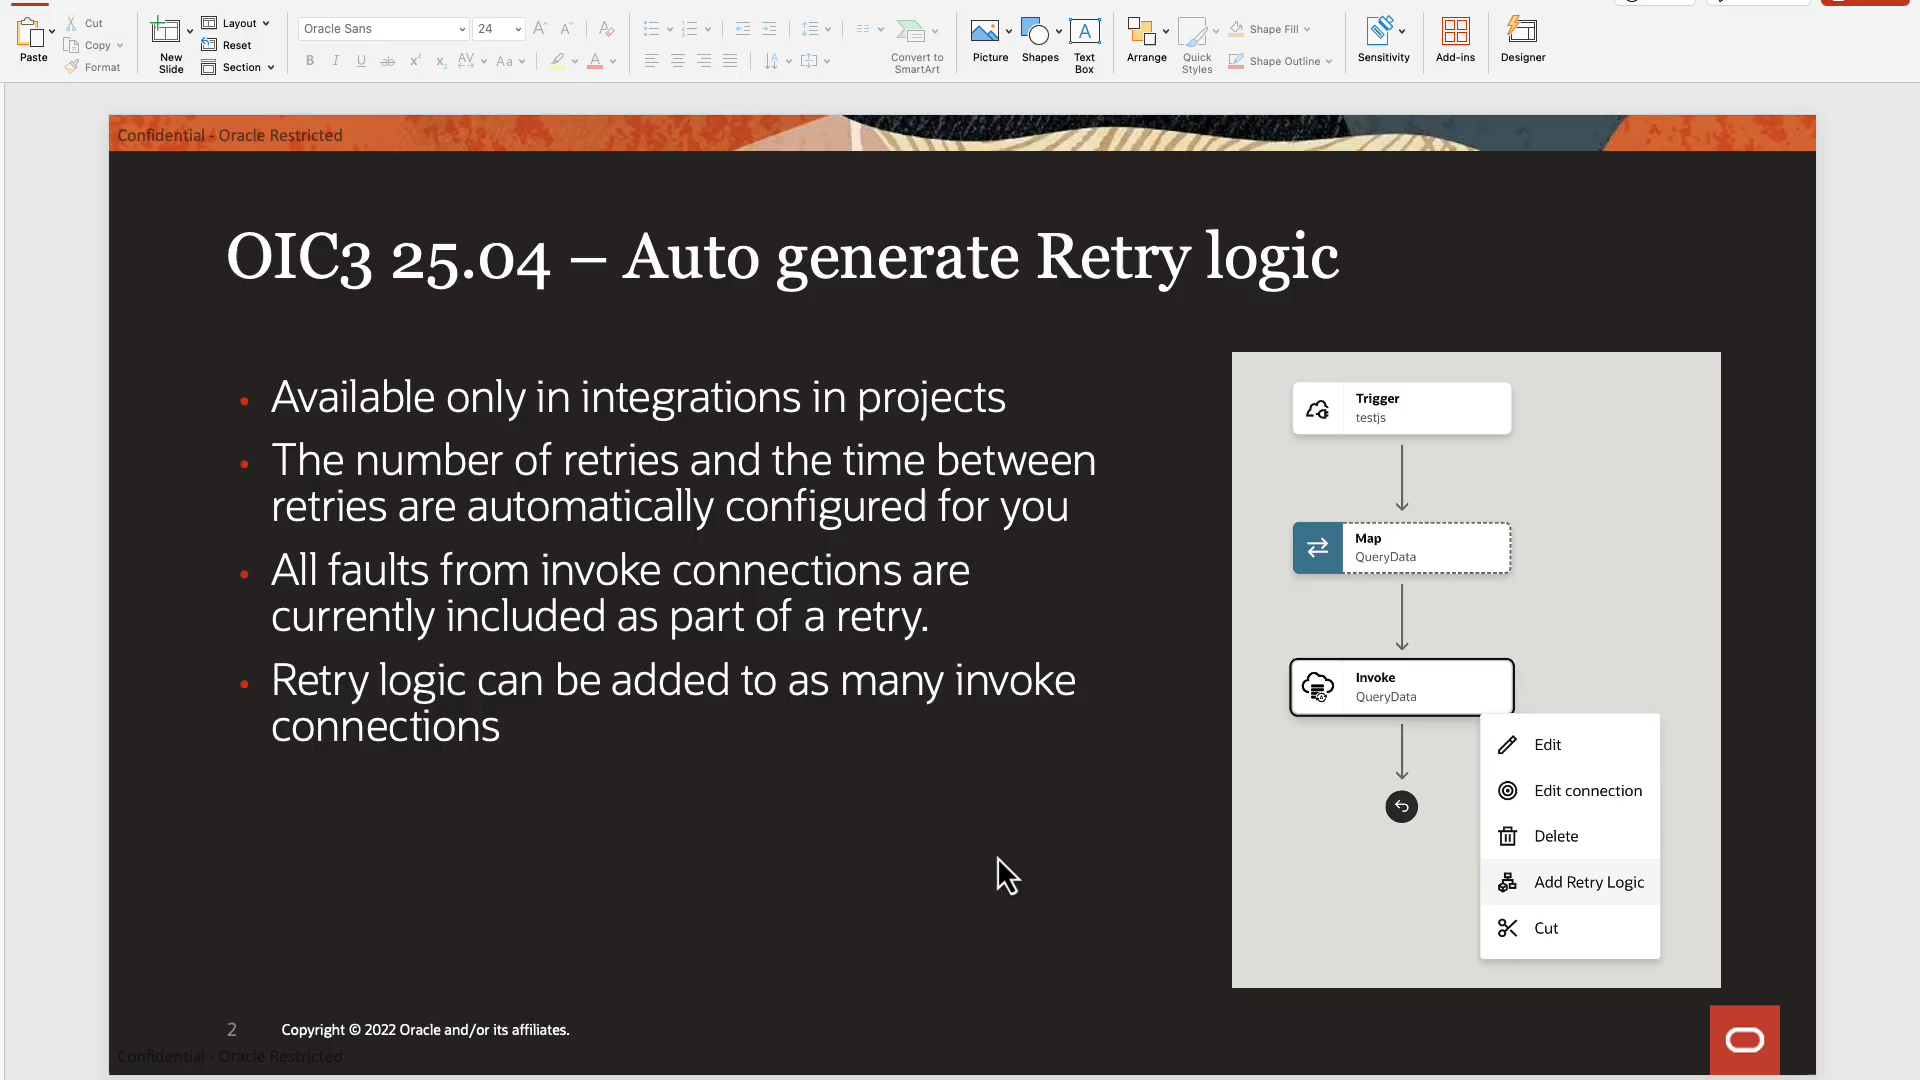 Cut
Layout
Paste
Copy
Format
New
Slide
Reset
Section
Oracle Sans
24
Convert to
SmartArt
Picture
Shapes
Text
Box
Arrange
Quick
Styles
Shape Fill
Shape Outline
Sensitivity
Add-ins
Designer
Confidential - Oracle Restricted
OIC3 25.04 – Auto generate Retry logic
• Available only in integrations in projects
• The number of retries and the time between
retries are automatically configured for you
• All faults from invoke connections are
currently included as part of a retry.
• Retry logic can be added to as many invoke
connections
Trigger
testjs
Map
QueryData
Invoke
QueryData
Edit
Edit connection
Delete
Add Retry Logic
Cut
2
Copyright © 2022 Oracle and/or its affiliates.
Confidential - Oracle Restricted